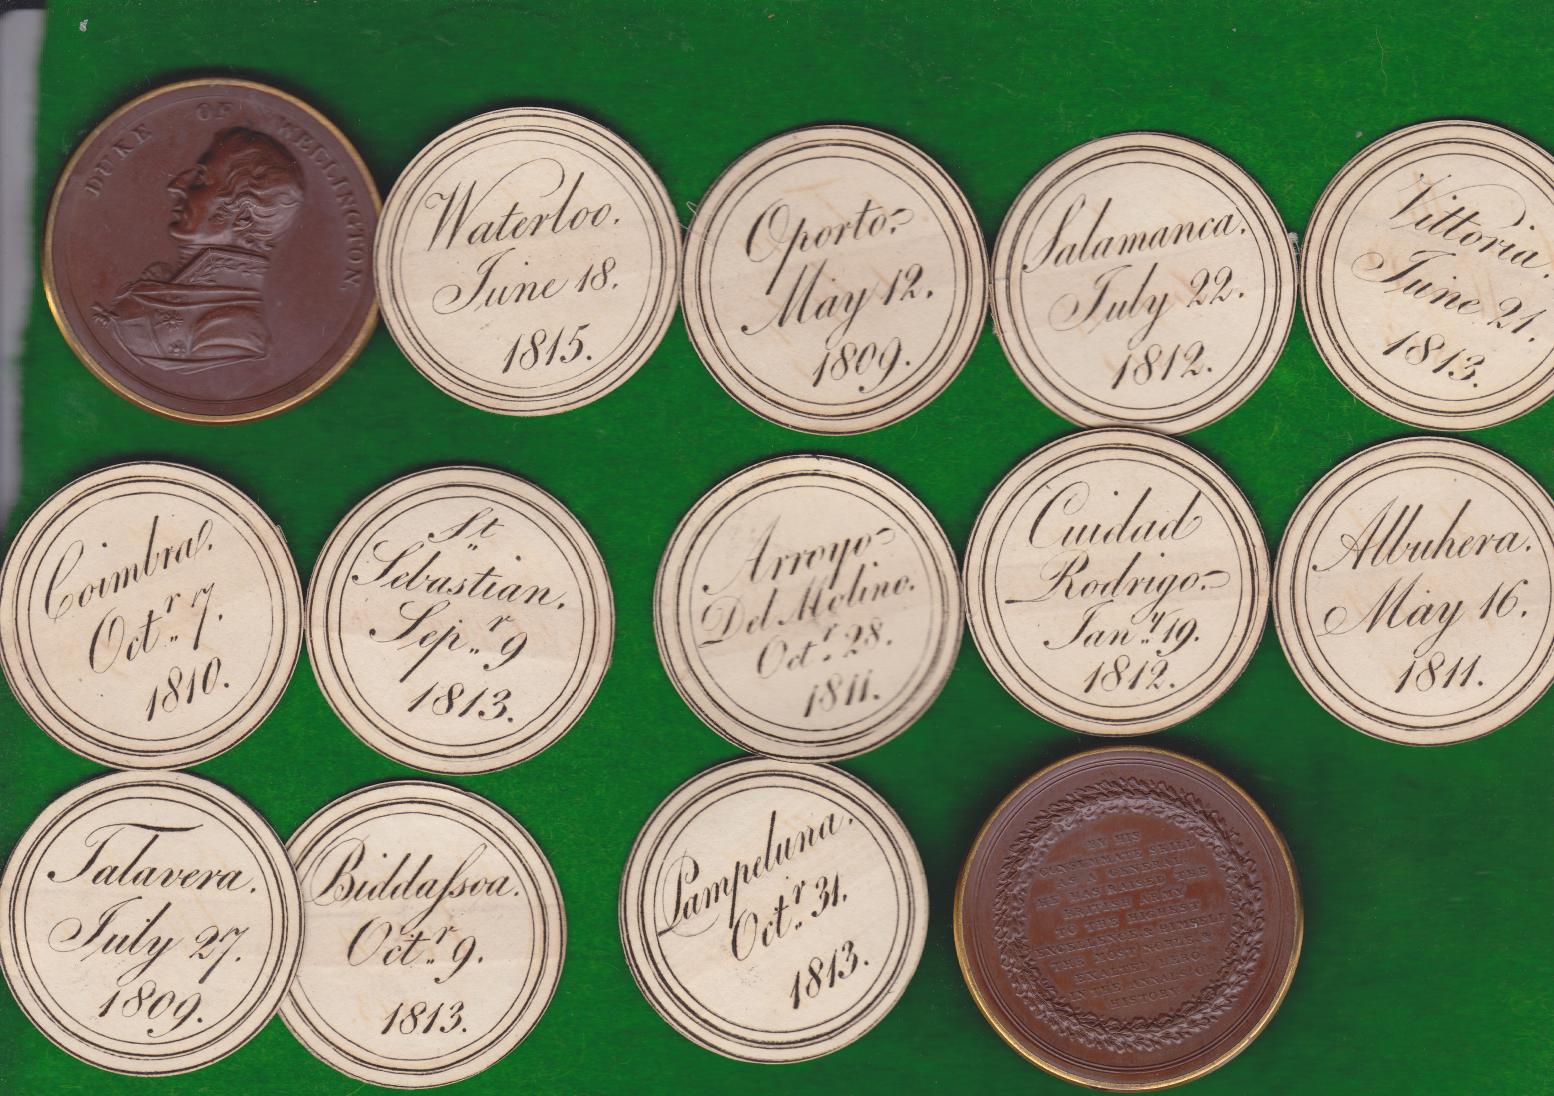 DUKE OF WELLINGTON
Waterloo.
June 18.
1815.
Oporto.
May 12.
1809.
Salamanca.
July 22.
1812.
Vittoria.
June 21.
1813.
Coimbra.
Octr. 7.
1810.
St.
Sebastian.
Sepr. 9
1813.
Arroyo
Del Molino.
Octr. 28.
1811.
Cuidad
Rodrigo.
Jany. 19.
1812.
Albuhera.
May 16.
1811.
Talavera.
July 27.
1809.
Biddaſsoa.
Octr. 9.
1813.
Pampeluna.
Octr. 31.
1813.
BY HIS
CONSUMMATE SKILL
AS A GENERAL
HE HAS RAISED THE
BRITISH ARMY
TO THE HIGHEST
EXCELLENCE & HIMSELF
THE MOST NOBLE &
EXALTED HERO
IN THE ANNALS OF
HISTORY